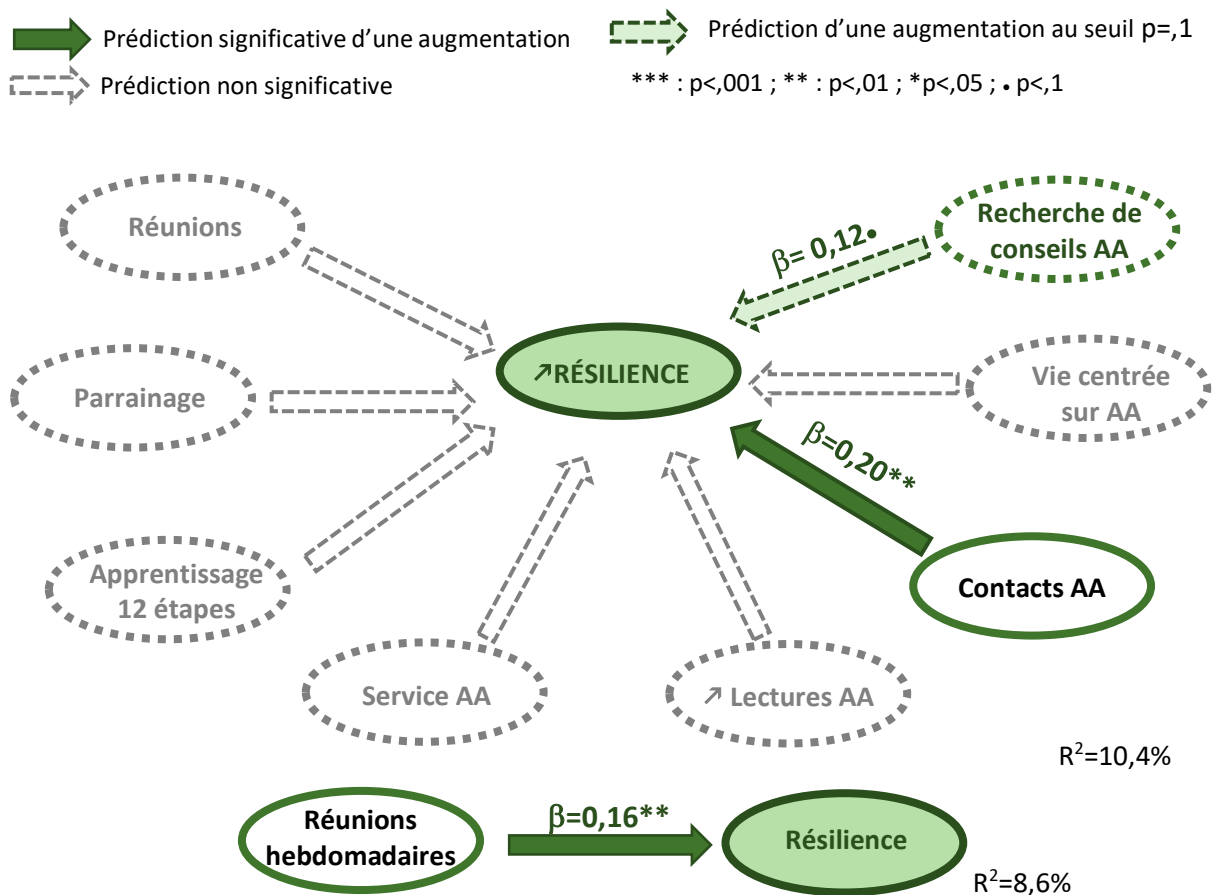 Prédiction significative d'une augmentation
Prédiction d'une augmentation au seuil p=,1
Prédiction non significative
*** : p<,001 ; ** : p<,01 ; *p<,05 ; • p<,1
Réunions
Recherche de
conseils AA
β= 0,12•
↗RÉSILIENCE
Parrainage
Vie centrée
sur AA
β=0,20**
Apprentissage
12 étapes
Contacts AA
Service AA
↗ Lectures AA
R²=10,4%
Réunions
hebdomadaires
β=0,16**
Résilience
R²=8,6%